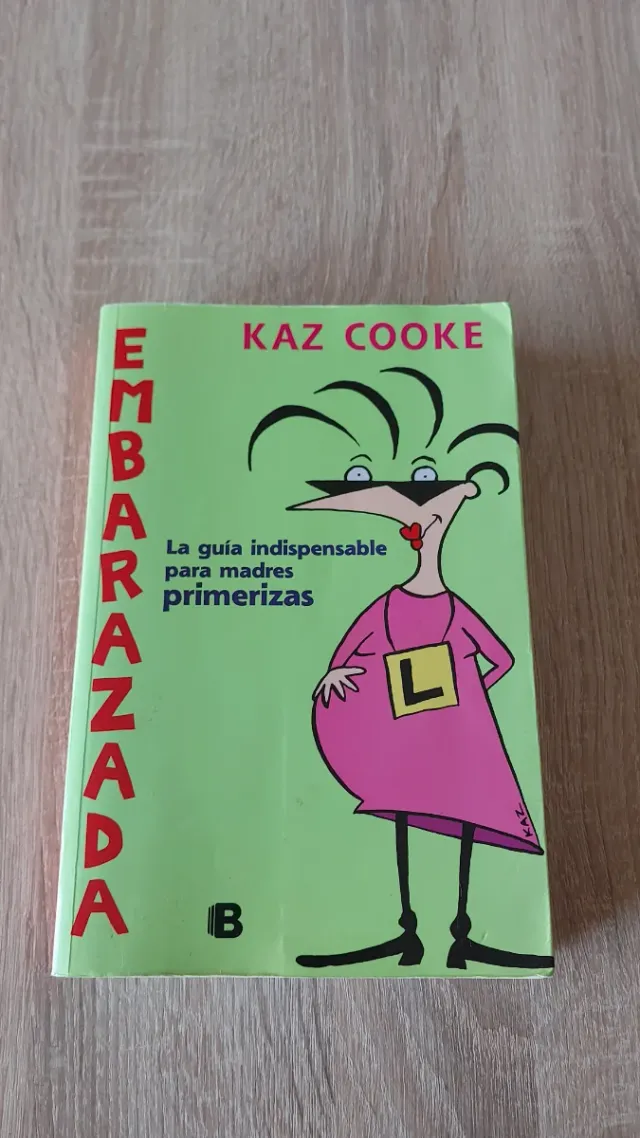 KAZ COOKE
EMBARAZADA
La guía indispensable
para madres
primerizas
L
KAZ
B